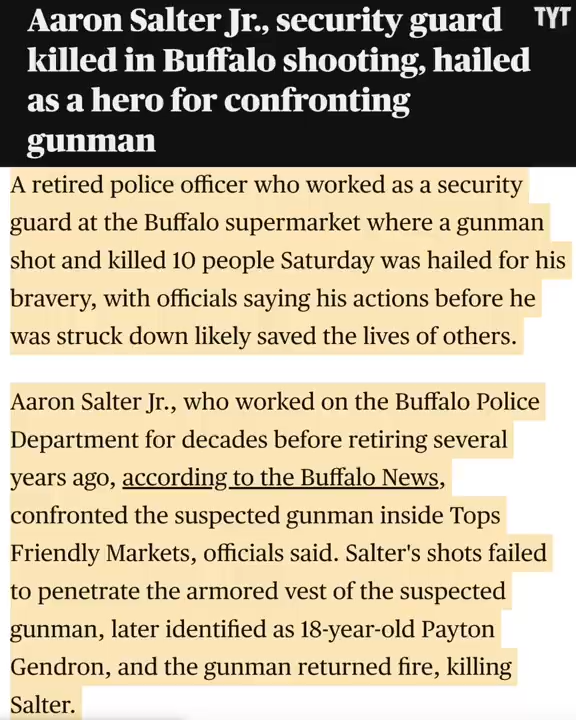 Aaron Salter Jr., security guard
killed in Buffalo shooting, hailed
as a hero for confronting
gunman
TYT
A retired police officer who worked as a security
guard at the Buffalo supermarket where a gunman
shot and killed 10 people Saturday was hailed for his
bravery, with officials saying his actions before he
was struck down likely saved the lives of others.
Aaron Salter Jr., who worked on the Buffalo Police
Department for decades before retiring several
years ago, according to the Buffalo News,
confronted the suspected gunman inside Tops
Friendly Markets, officials said. Salter's shots failed
to penetrate the armored vest of the suspected
gunman, later identified as 18-year-old Payton
Gendron, and the gunman returned fire, killing
Salter.